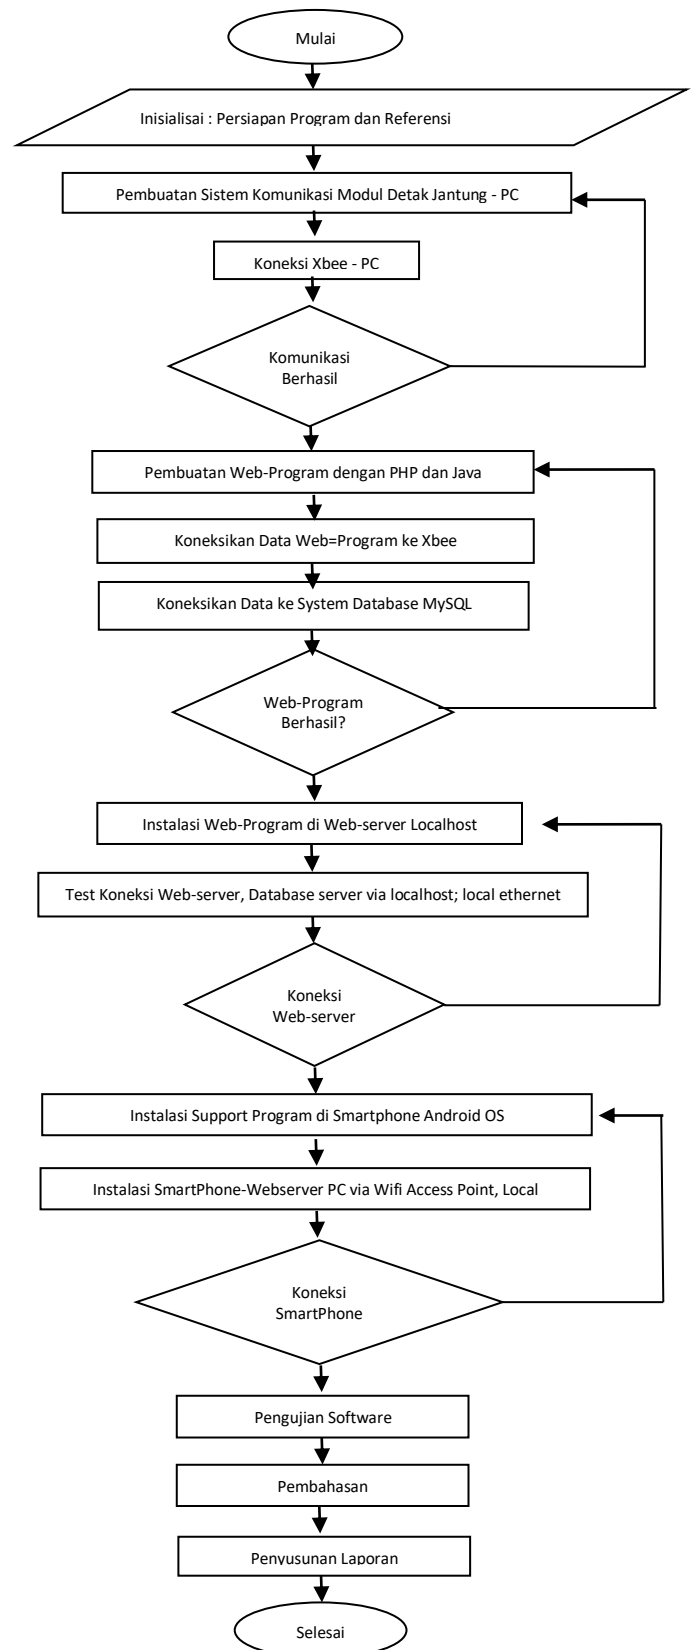 Mulai
Inisialisai : Persiapan Program dan Referensi
Pembuatan Sistem Komunikasi Modul Detak Jantung - PC
Koneksi Xbee - PC
Komunikasi
Berhasil
Pembuatan Web-Program dengan PHP dan Java
Koneksikan Data Web=Program ke Xbee
Koneksikan Data ke System Database MySQL
Web-Program
Berhasil?
Instalasi Web-Program di Web-server Localhost
Test Koneksi Web-server, Database server via localhost; local ethernet
Koneksi
Web-server
Instalasi Support Program di Smartphone Android OS
Instalasi SmartPhone-Webserver PC via Wifi Access Point, Local
Koneksi
SmartPhone
Pengujian Software
Pembahasan
Penyusunan Laporan
Selesai